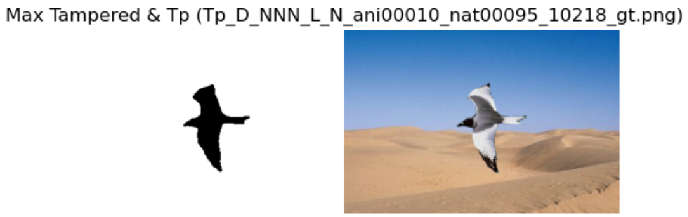 Max Tampered & Tp (Tp_D_NNN_L_N_ani00010_nat00095_10218_gt.png)